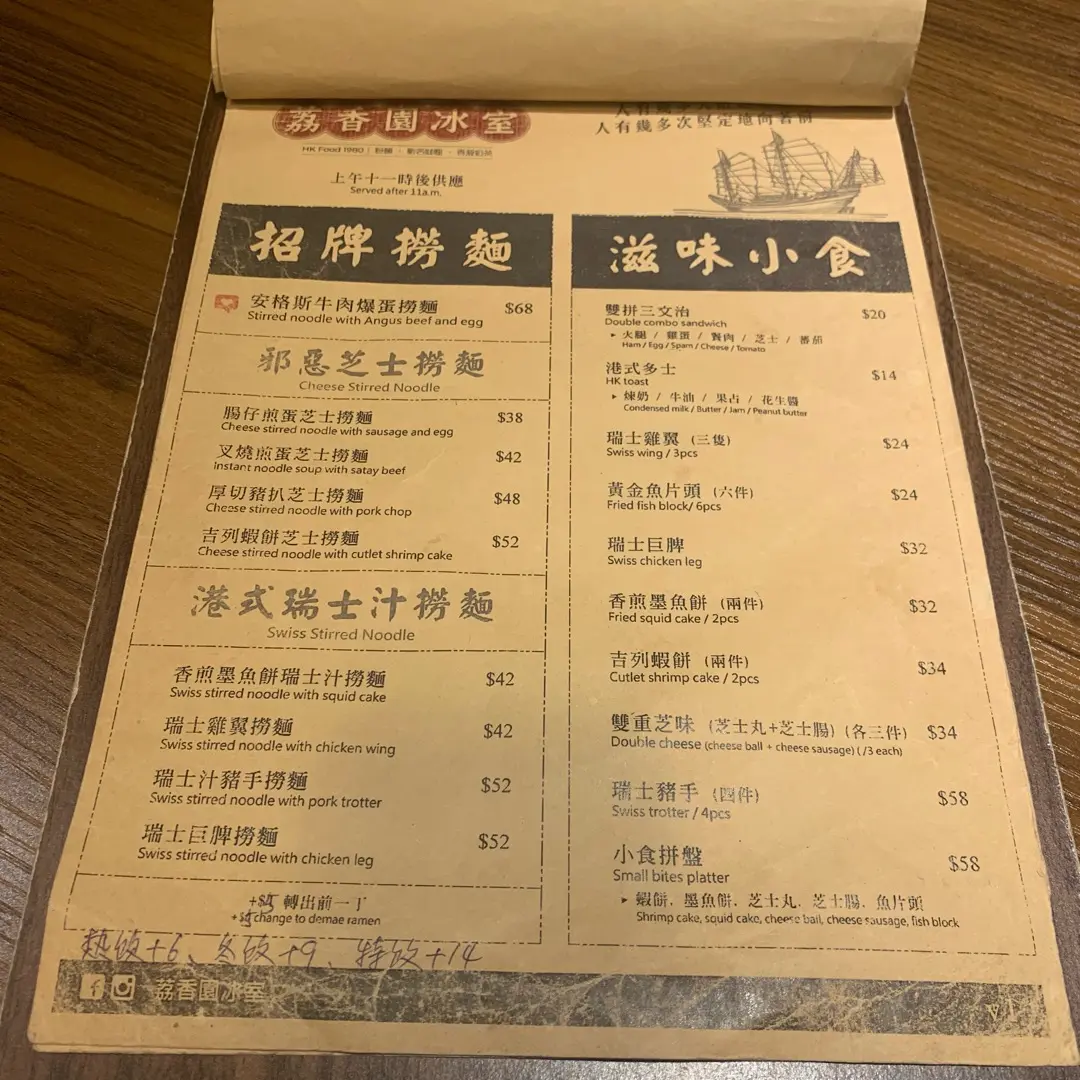 荔香園冰室
HK Food 1980
上午十一時後供應
Served after 11a.m.
人有幾多次堅定地向着前
招牌撈麵
安格斯牛肉爆蛋撈麵 $68
Stirred noodle with Angus beef and egg
邪惡芝士撈麵
Cheese Stirred Noodle
腸仔煎蛋芝士撈麵 $38
Cheese stirred noodle with sausage and egg
叉燒煎蛋芝士撈麵 $42
Instant noodle soup with satay beef
厚切豬扒芝士撈麵 $48
Cheese stirred noodle with pork chop
吉列蝦餅芝士撈麵 $52
Cheese stirred noodle with cutlet shrimp cake
港式瑞士汁撈麵
Swiss Stirred Noodle
香煎墨魚餅瑞士汁撈麵 $42
Swiss stirred noodle with squid cake
瑞士雞翼撈麵 $42
Swiss stirred noodle with chicken wing
瑞士汁豬手撈麵 $52
Swiss stirred noodle with pork trotter
瑞士巨脾撈麵 $52
Swiss stirred noodle with chicken leg
+$5 轉出前一丁
+$5 change to demae ramen
滋味小食
雙拼三文治 $20
Double combo sandwich
▸ 火腿 / 雞蛋 / 餐肉 / 芝士 / 蕃茄
Ham / Egg / Spam / Cheese / Tomato
港式多士 $14
HK toast
▸ 煉奶 / 牛油 / 果占 / 花生醬
Condensed milk / Butter / Jam / Peanut butter
瑞士雞翼 (三隻) $24
Swiss wing / 3pcs
黃金魚片頭 (六件) $24
Fried fish block/ 6pcs
瑞士巨脾 $32
Swiss chicken leg
香煎墨魚餅 (兩件) $32
Fried squid cake / 2pcs
吉列蝦餅 (兩件) $34
Cutlet shrimp cake / 2pcs
雙重芝味 (芝士丸+芝士腸) (各三件) $34
Double cheese (cheese ball + cheese sausage) ( /3 each)
瑞士豬手 (四件) $58
Swiss trotter / 4pcs
小食拼盤 $58
Small bites platter
▸ 蝦餅. 墨魚餅. 芝士丸. 芝士腸. 魚片頭
Shrimp cake, squid cake, cheese ball, cheese sausage, fish block
热飲+6、冬飲+9、特飲+14
荔香園冰室